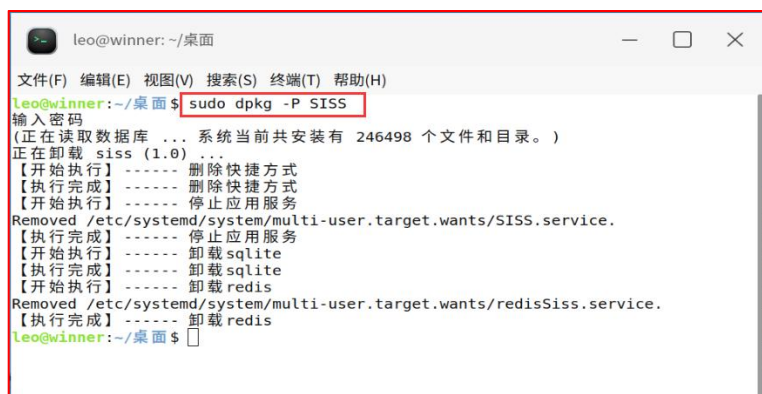 leo@winner: ~/桌面
文件(F) 编辑(E) 视图(V) 搜索(S) 终端(T) 帮助(H)
leo@winner:~/桌面$ sudo dpkg -P SISS
输入密码
(正在读取数据库 ... 系统当前共安装有 246498 个文件和目录。)
正在卸载 siss (1.0) ...
【开始执行】 ------ 删除快捷方式
【执行完成】 ------ 删除快捷方式
【开始执行】 ------ 停止应用服务
Removed /etc/systemd/system/multi-user.target.wants/SISS.service.
【执行完成】 ------ 停止应用服务
【开始执行】 ------ 卸载sqlite
【执行完成】 ------ 卸载sqlite
【开始执行】 ------ 卸载redis
Removed /etc/systemd/system/multi-user.target.wants/redisSiss.service.
【执行完成】 ------ 卸载redis
leo@winner:~/桌面$